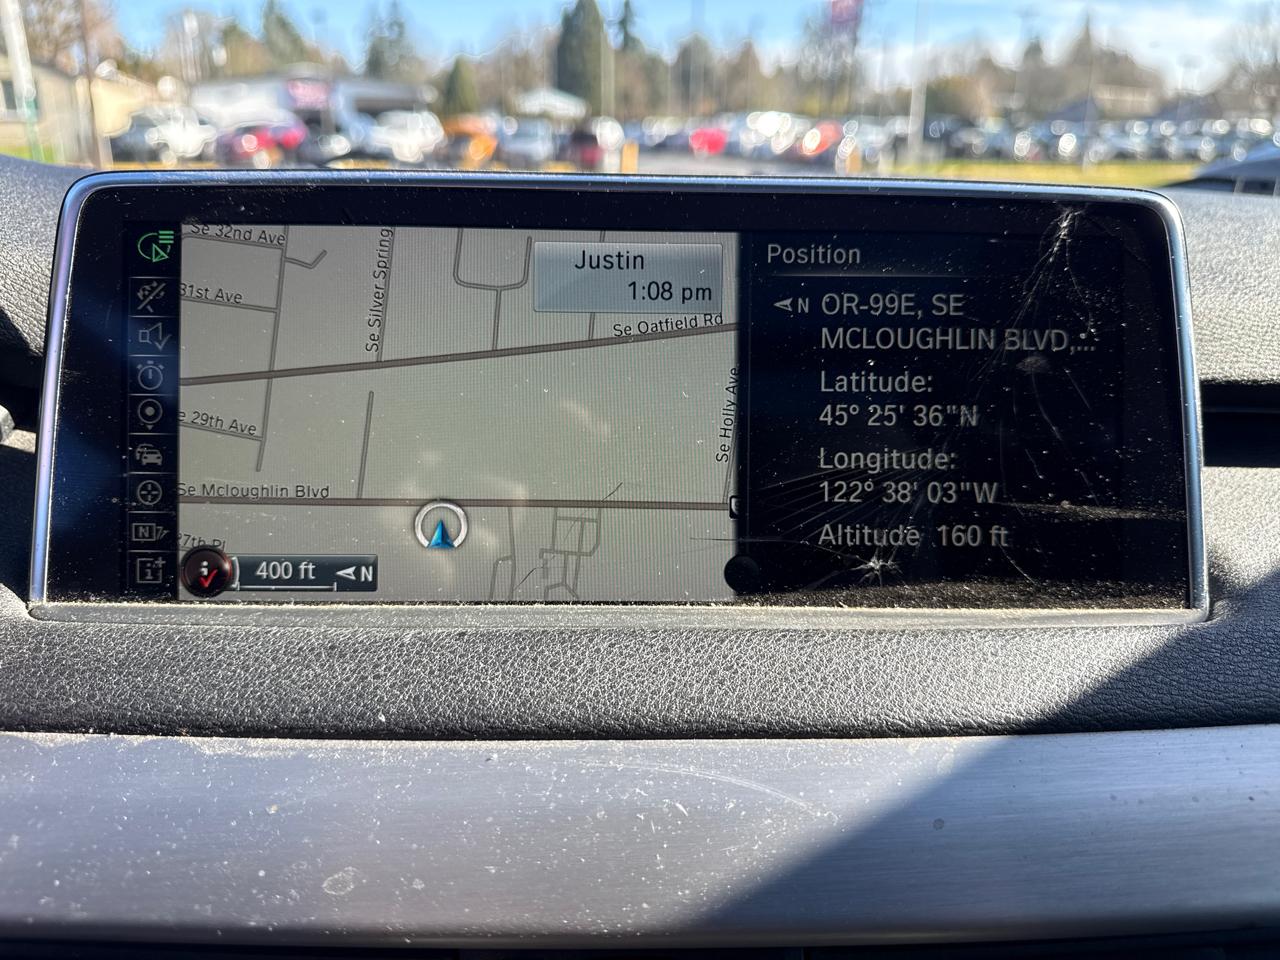 Se 32nd Ave
Se Silver Spring
Justin
1:08 pm
Position
31st Ave
N OR-99E, SE
MCLOUGHLIN BLVD,...
Se Oatfield Rd
Latitude:
45° 25' 36"N
e 29th Ave
Se Holly Ave
Longitude:
122° 38' 03"W
Se Mcloughlin Blvd
Altitude 160 ft
27th Pl
400 ft N